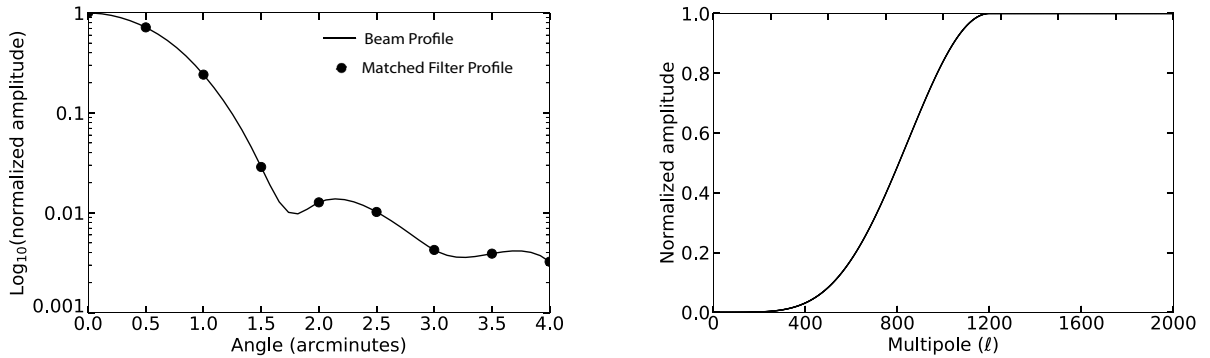 Log₁₀(normalized amplitude)
1
0.1
0.01
0.001
Beam Profile
Matched Filter Profile
0.0 0.5 1.0 1.5 2.0 2.5 3.0 3.5 4.0
Angle (arcminutes)
Normalized amplitude
1.0
0.8
0.6
0.4
0.2
0.0
0 400 800 1200 1600 2000
Multipole (ℓ)